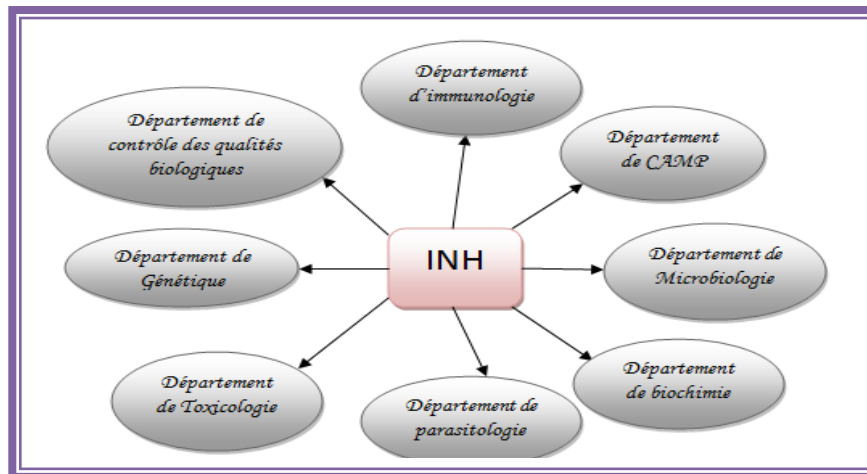 Département
d'immunologie
Département de
contrôle des qualités
biologiques
Département
de CAMP
INH
Département de
Génétique
Département de
Microbiologie
Département
de Toxicologie
Département de
parasitologie
Département
de biochimie